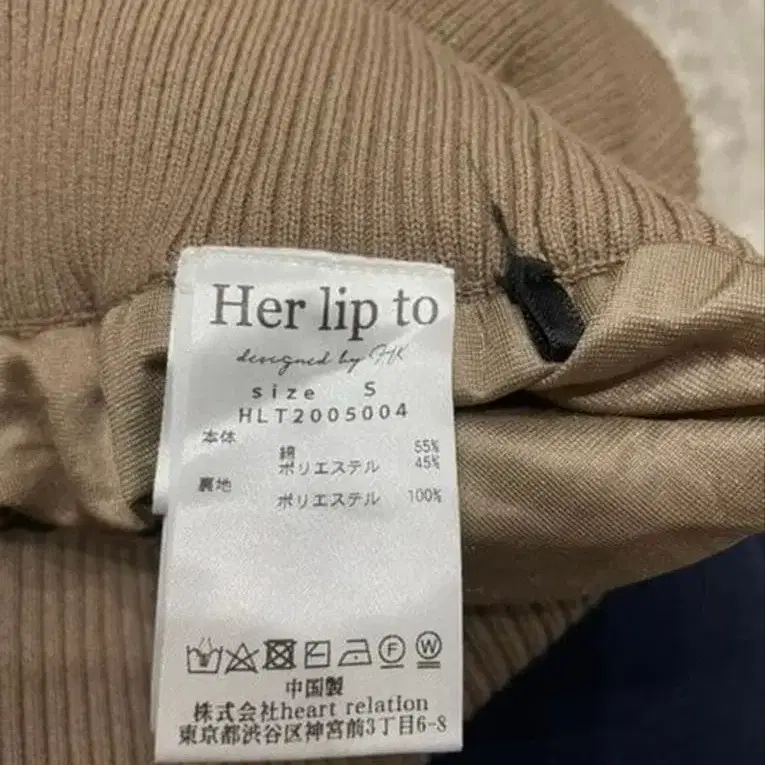 Her lip to
designed by HK
size S
HLT2005004
本体
綿 55%
ポリエステル 45%
裏地
ポリエステル 100%
F W
中国製
株式会社heart relation
東京都渋谷区神宮前3丁目6-8